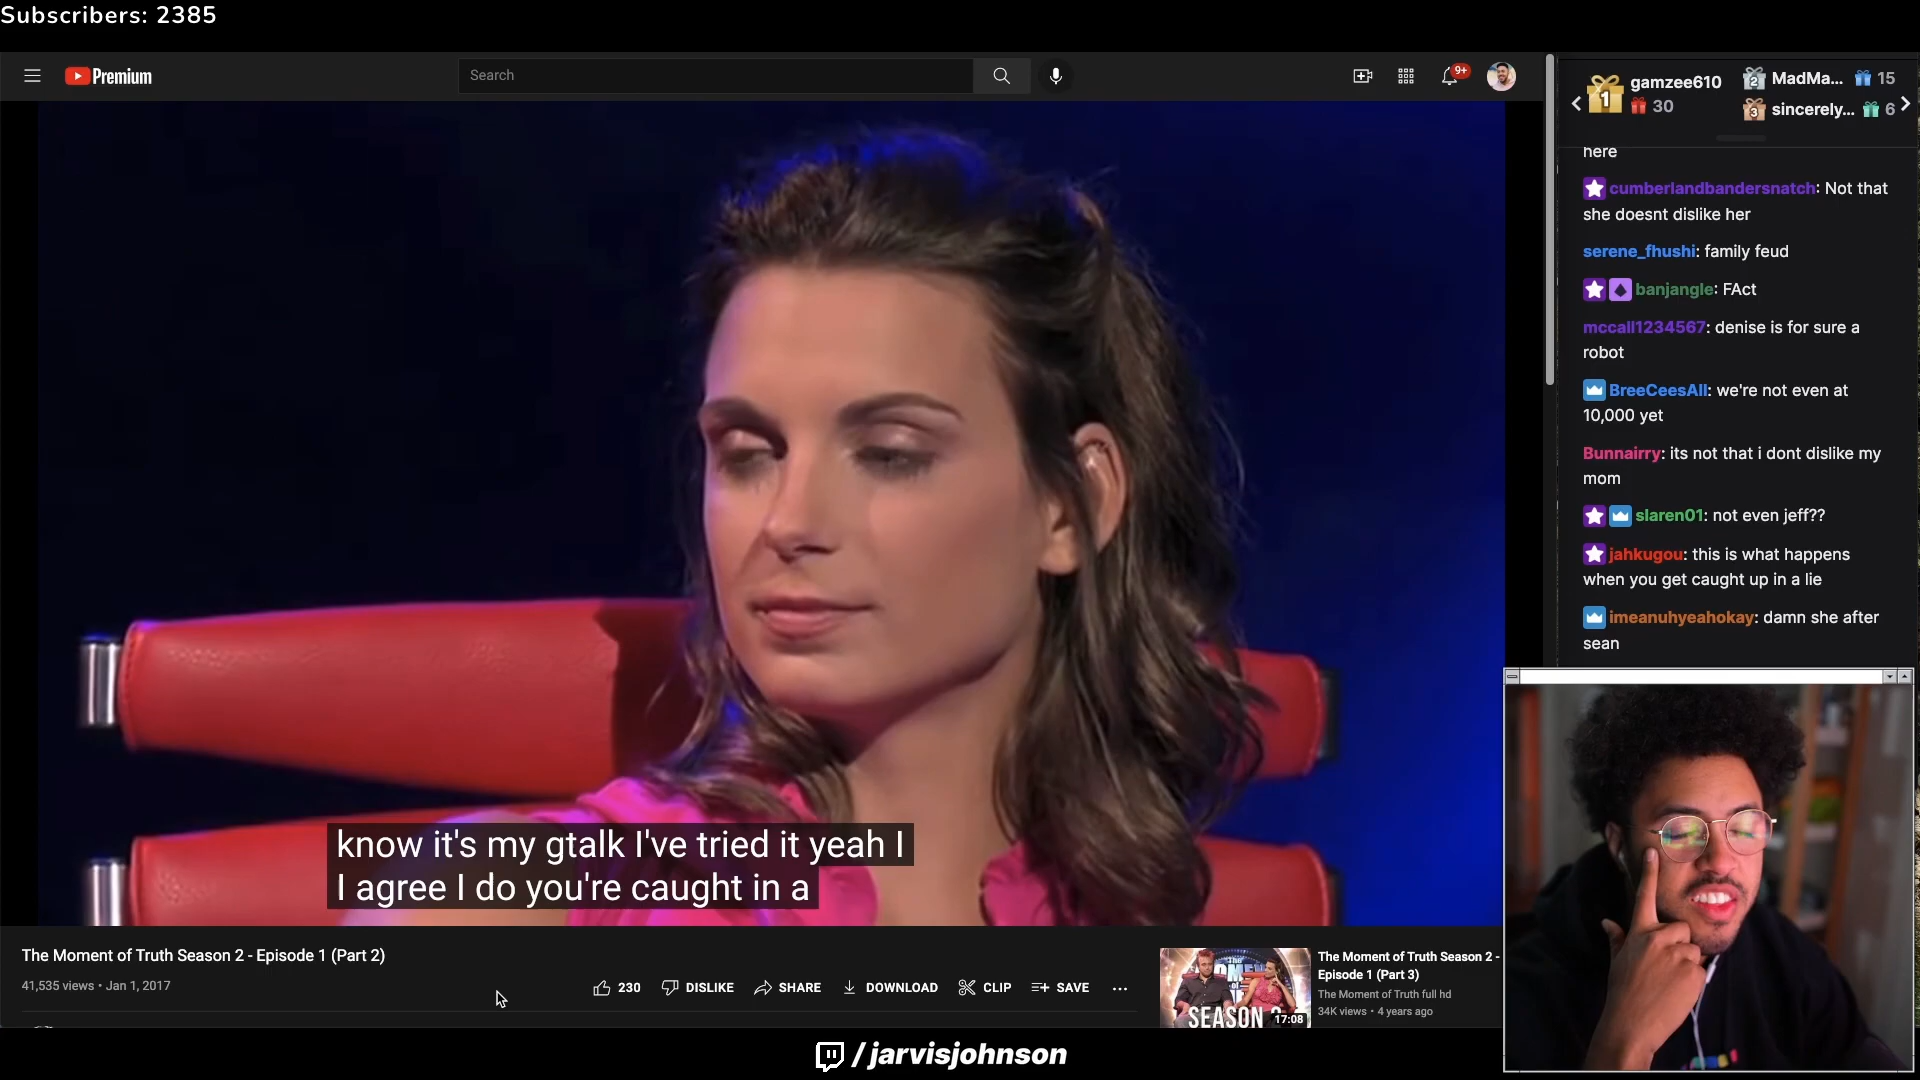 Subscribers: 2385
Premium
Search
9+
1
gamzee610
30
2
MadMa...
15
3
sincerely...
6
here
cumberlandbandersnatch: Not that
she doesnt dislike her
serene_fhushi: family feud
banjangle: FAct
mccall1234567: denise is for sure a
robot
BreeCeesAll: we're not even at
10,000 yet
Bunnairry: its not that i dont dislike my
mom
slaren01: not even jeff??
jahkugou: this is what happens
when you get caught up in a lie
imeanuhyeahokay: damn she after
sean
know it's my gtalk I've tried it yeah I
I agree I do you're caught in a
The Moment of Truth Season 2 - Episode 1 (Part 2)
41,535 views • Jan 1, 2017
230
DISLIKE
SHARE
DOWNLOAD
CLIP
SAVE
SEASON
17:08
The Moment of Truth Season 2 -
Episode 1 (Part 3)
The Moment of Truth full hd
34K views • 4 years ago
/jarvisjohnson